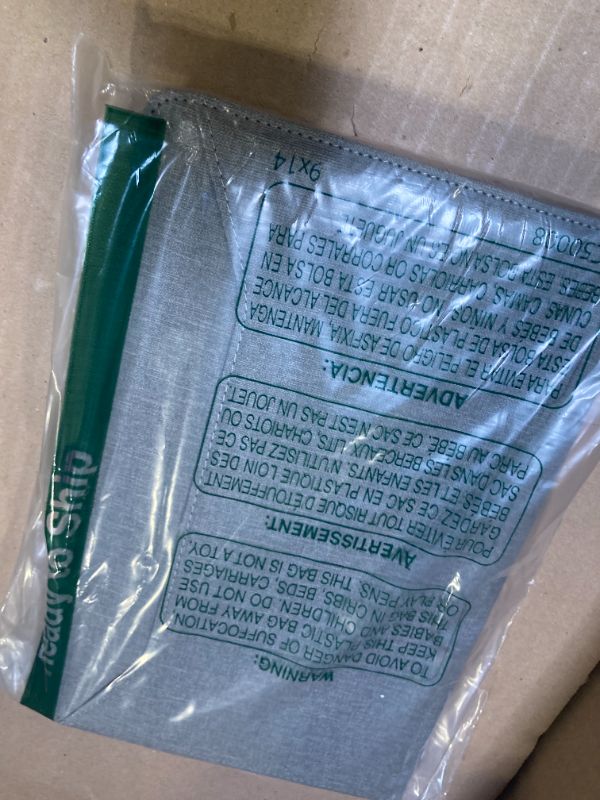 Ready to Ship
WARNING:
TO AVOID DANGER OF SUFFOCATION,
KEEP THIS PLASTIC BAG AWAY FROM
BABIES AND CHILDREN. DO NOT USE
THIS BAG IN CRIBS, BEDS, CARRIAGES
OR PLAY PENS. THIS BAG IS NOT A TOY.
AVERTISSEMENT:
POUR ÉVITER TOUT RISQUE D'ÉTOUFFEMENT
GARDEZ CE SAC EN PLASTIQUE LOIN DES
BÉBÉS ET LES ENFANTS. N'UTILISEZ PAS CE
SAC DANS LES BERCEAUX, LITS, CHARIOTS OU
PARC AU BÉBÉ. CE SAC N'EST PAS UN JOUET.
ADVERTENCIA:
PARA EVITAR EL PELIGRO DE ASFIXIA, MANTENGA
ESTA BOLSA DE PLASTICO FUERA DEL ALCANCE
DE BEBES Y NIÑOS. NO USAR ESTA BOLSA EN
CUNAS, CAMAS, CARRIOLAS OR CORRALES PARA
BEBES. ESTA BOLSA NO ES UN JUGUETE.
9x14